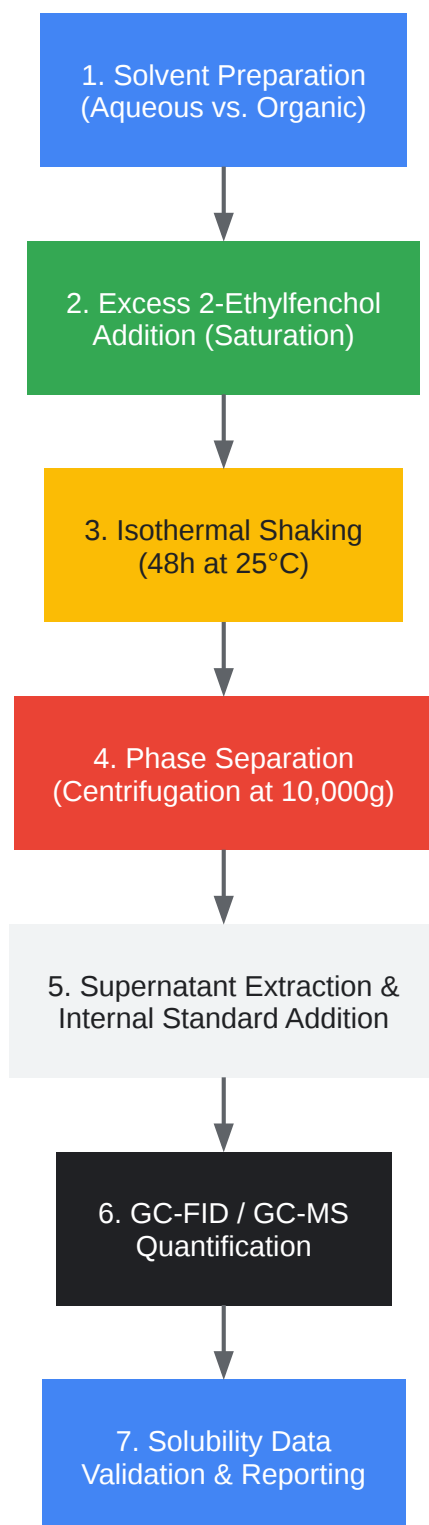 1. Solvent Preparation
(Aqueous vs. Organic)
2. Excess 2-Ethylfenchol
Addition (Saturation)
3. Isothermal Shaking
(48h at 25°C)
4. Phase Separation
(Centrifugation at 10,000g)
5. Supernatant Extraction &
Internal Standard Addition
6. GC-FID / GC-MS
Quantification
7. Solubility Data
Validation & Reporting